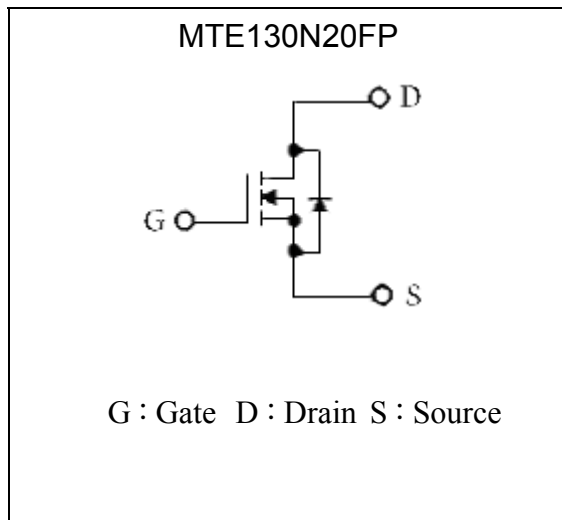 MTE130N20FP
D
G
S
G：Gate D：Drain S：Source